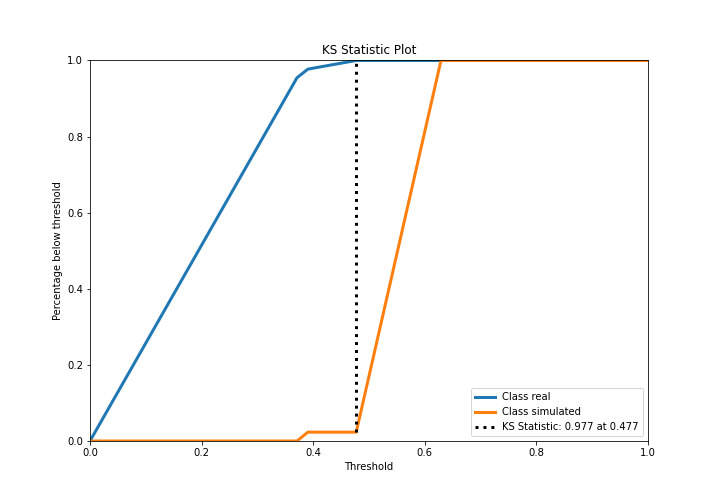 KS Statistic Plot
1.0
0.8
0.6
0.4
0.2
0.0
Percentage below threshold
0.0 0.2 0.4 0.6 0.8 1.0
Threshold
Class real
Class simulated
KS Statistic: 0.977 at 0.477